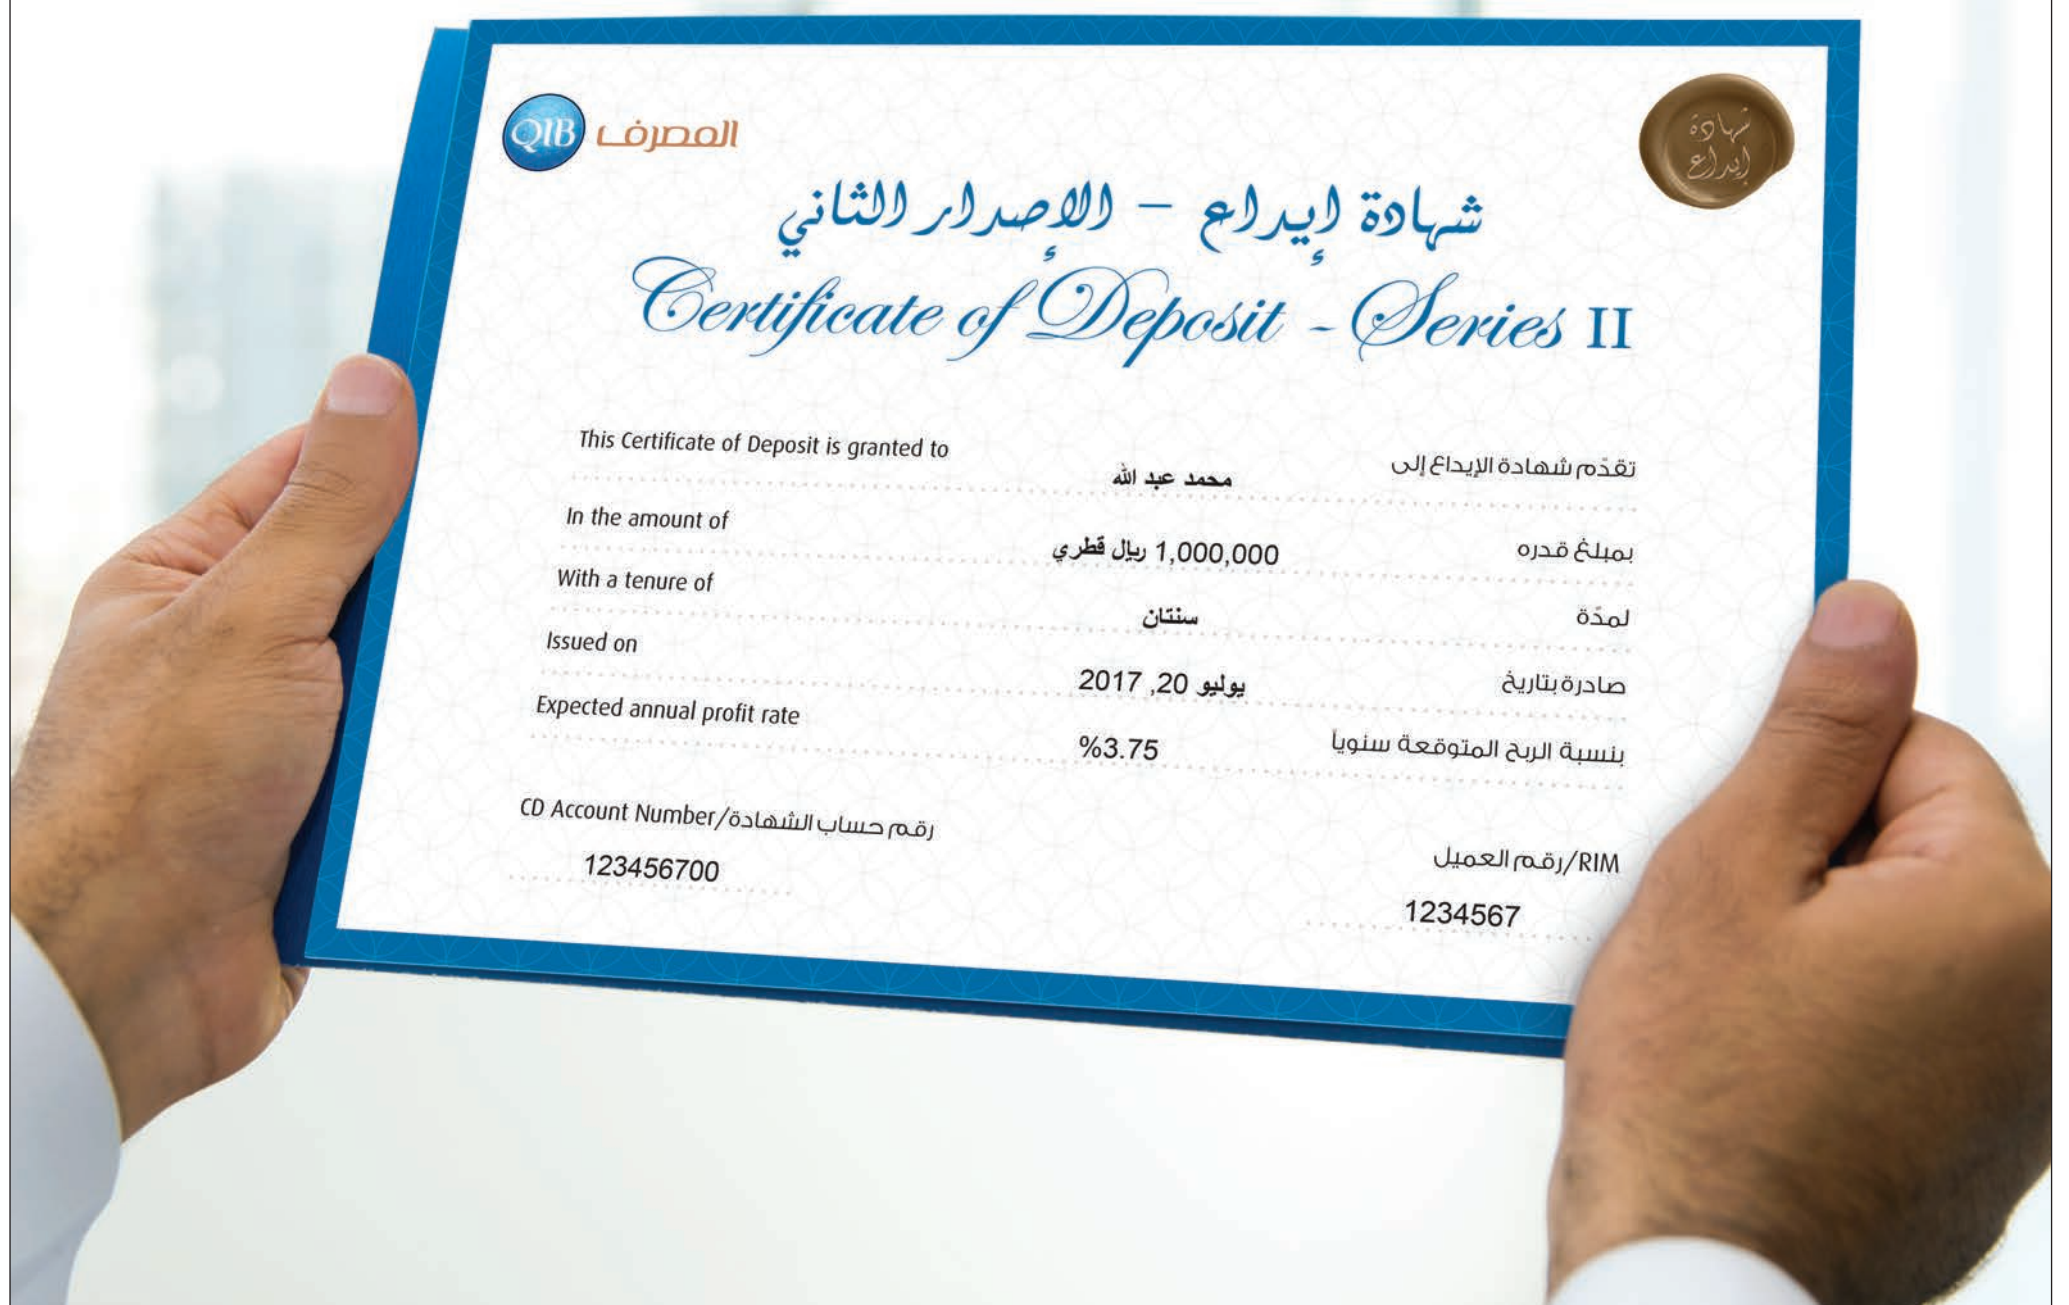 QIB المصرف
شهادة
إيداع
شهادة إيداع – الإصدار الثاني
Certificate of Deposit - Series II
This Certificate of Deposit is granted to محمد عبد الله تقدّم شهادة الإيداع إلى
In the amount of 1,000,000 ريال قطري بمبلغ قدره
With a tenure of سنتان لمدّة
Issued on يوليو 20, 2017 صادرة بتاريخ
Expected annual profit rate %3.75 بنسبة الربح المتوقعة سنوياً
CD Account Number/رقم حساب الشهادة
123456700
RIM/رقم العميل
1234567